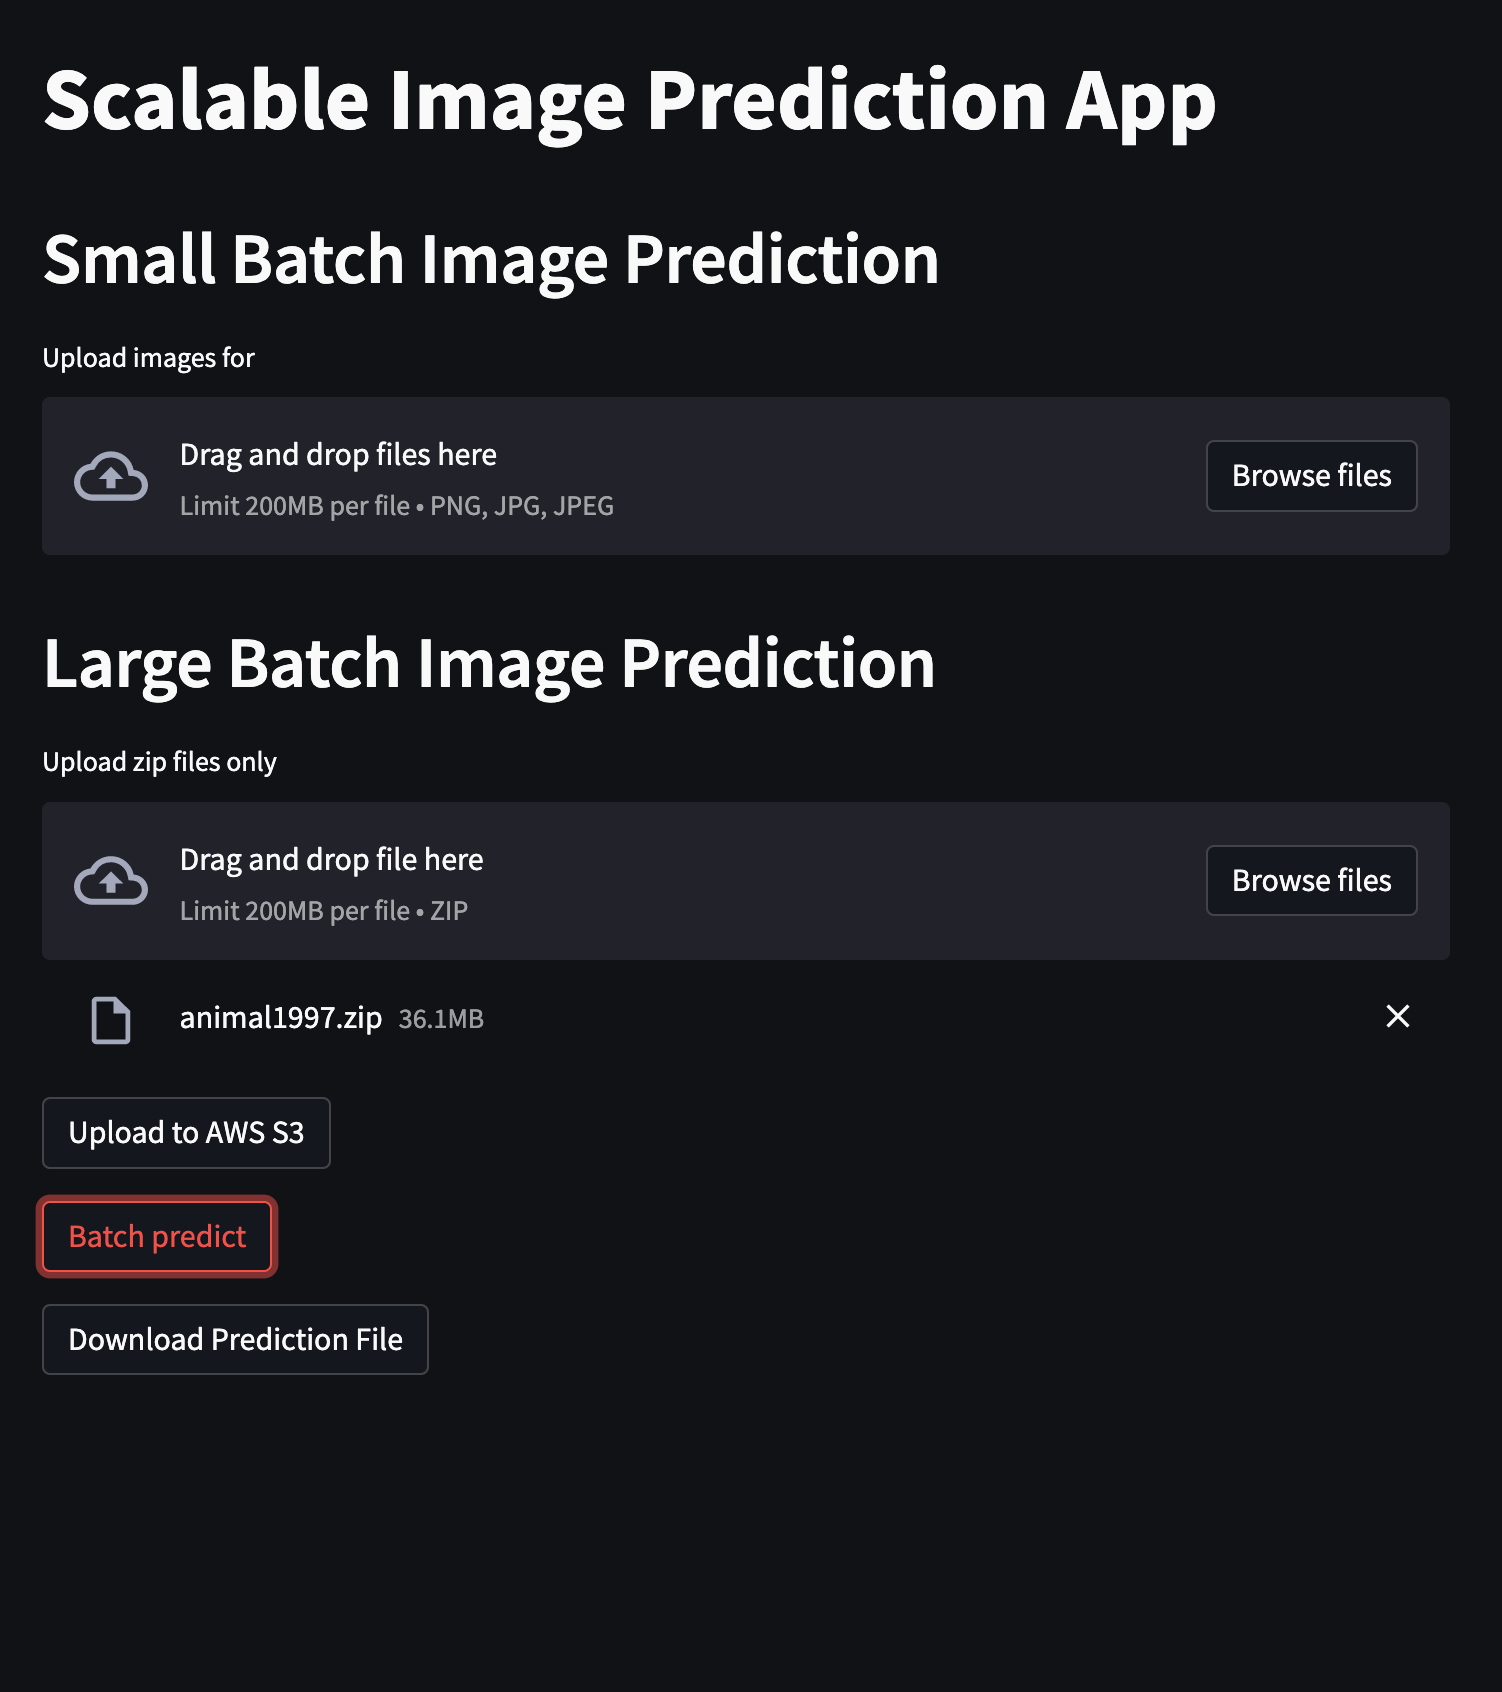 Scalable Image Prediction App
Small Batch Image Prediction
Upload images for
Drag and drop files here
Limit 200MB per file • PNG, JPG, JPEG
Browse files
Large Batch Image Prediction
Upload zip files only
Drag and drop file here
Limit 200MB per file • ZIP
Browse files
animal1997.zip 36.1MB
Upload to AWS S3
Batch predict
Download Prediction File